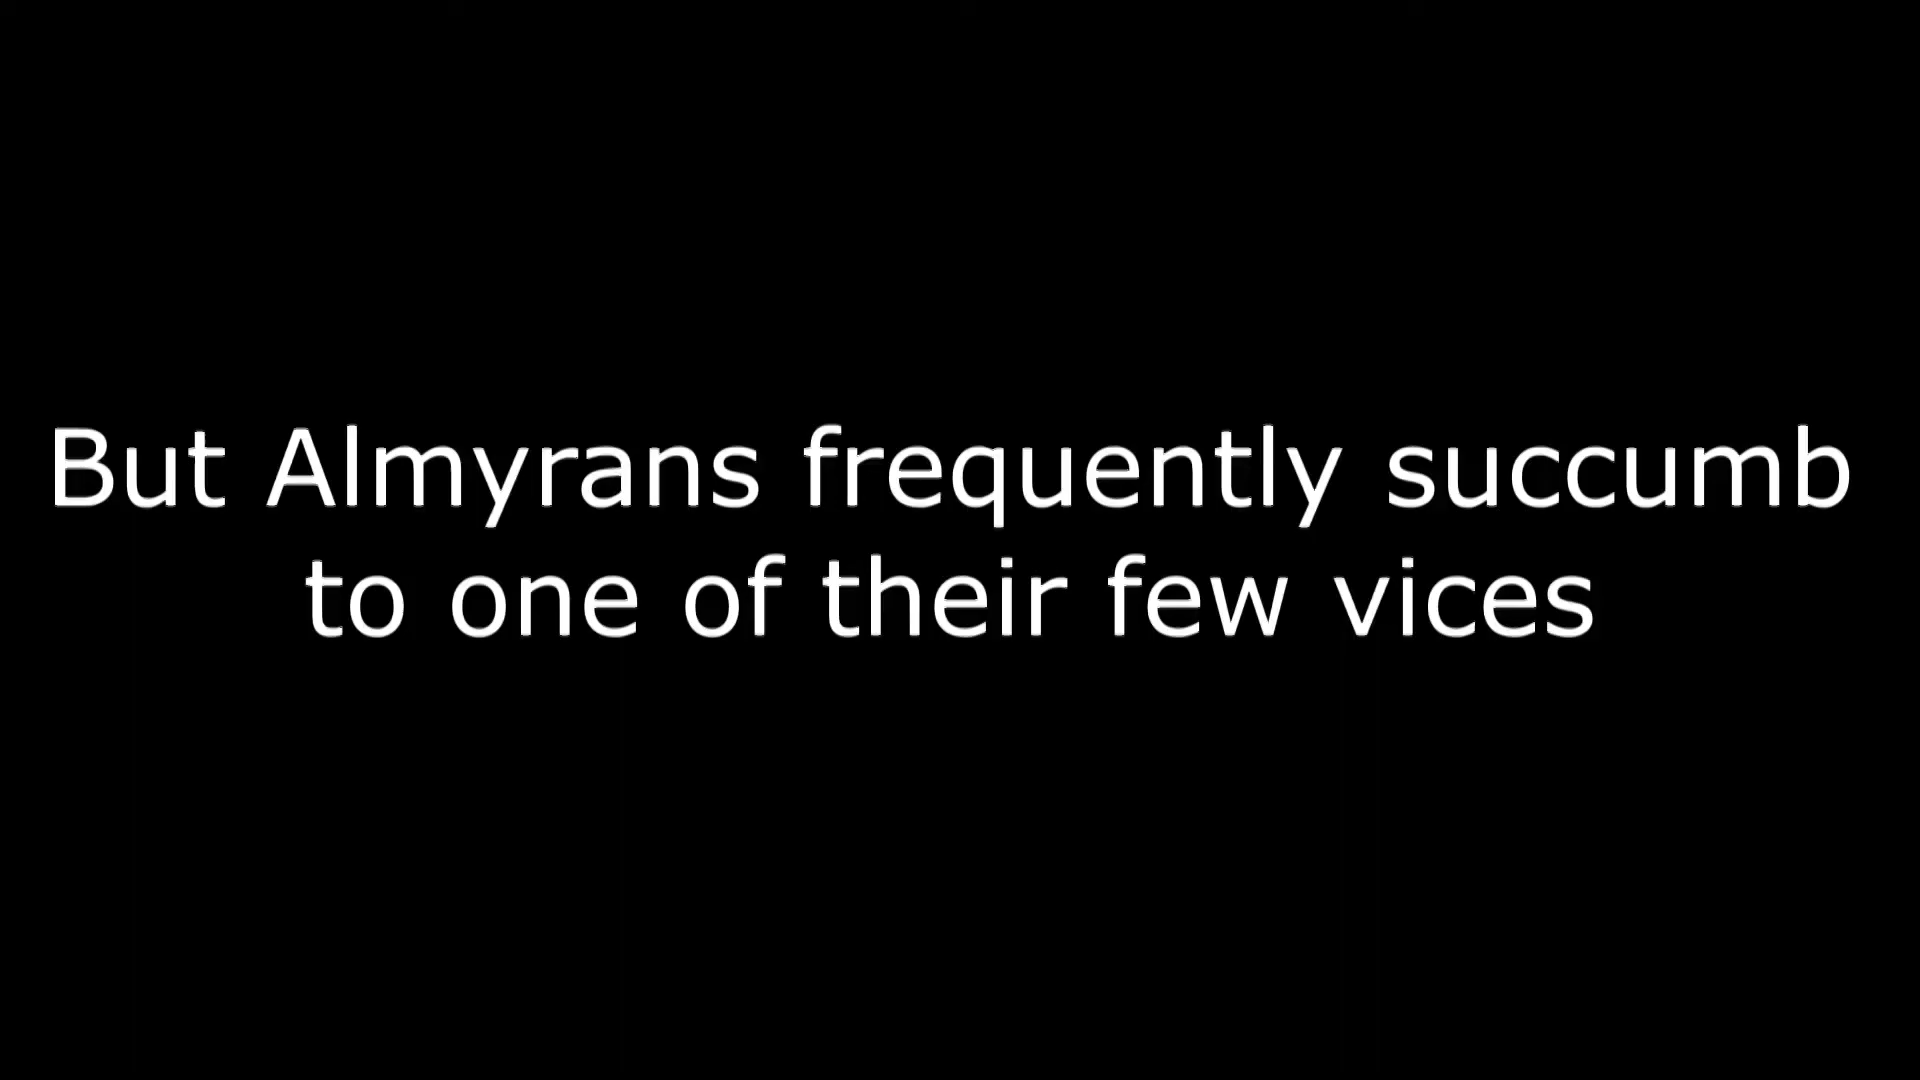 But Almyrans frequently succumb
to one of their few vices